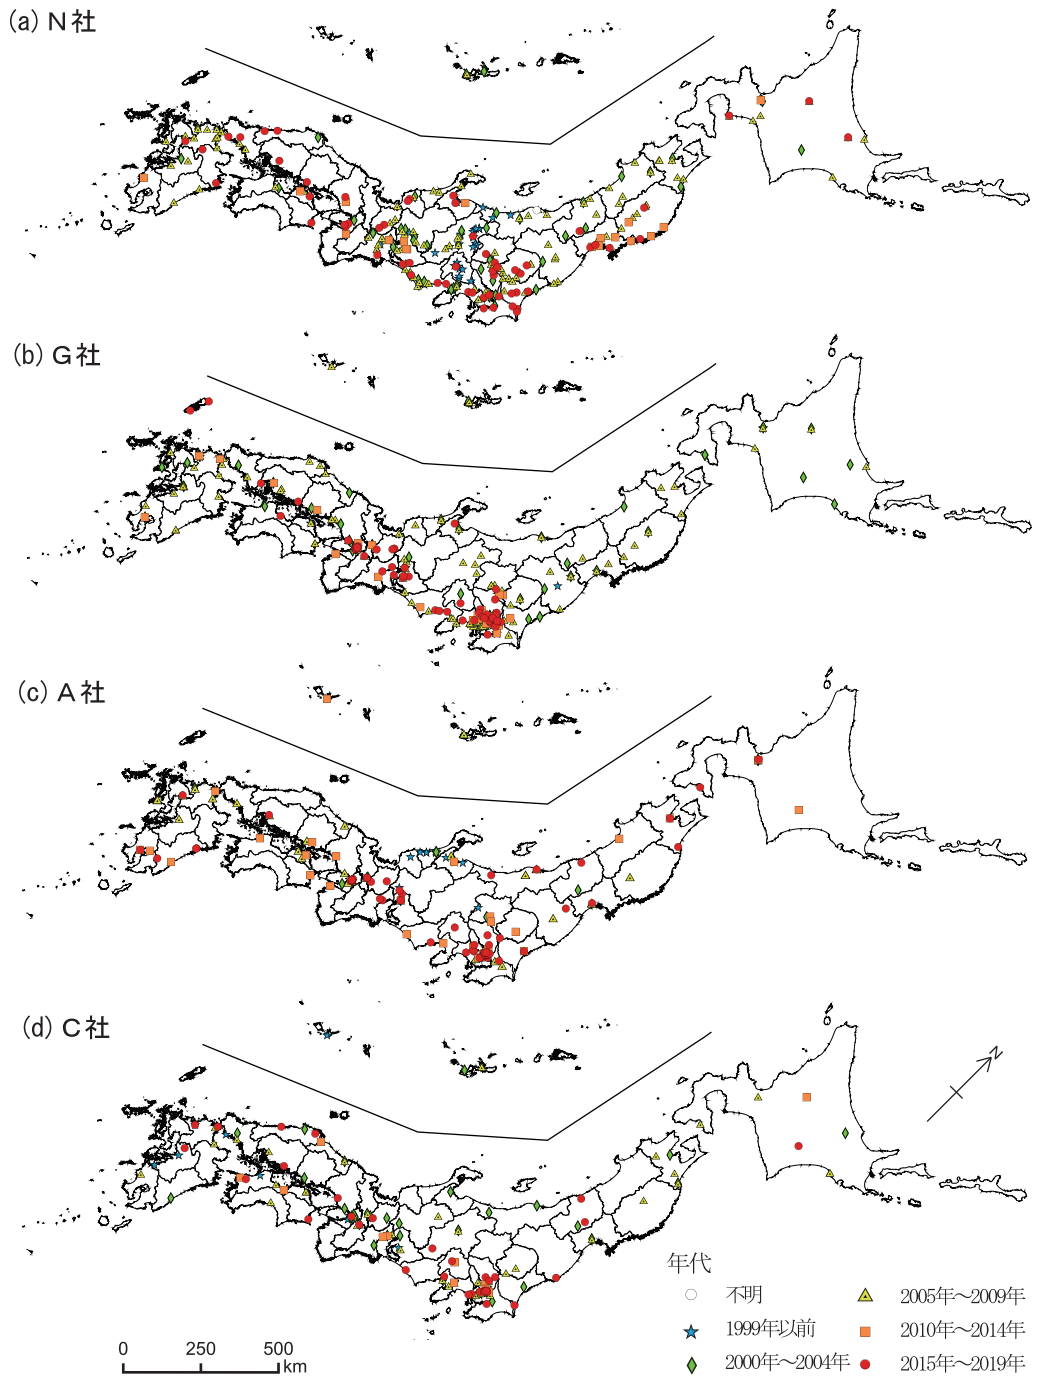 (a) N社
(b) G社
(c) A社
(d) C社
N
年代
不明
1999年以前
2000年～2004年
2005年～2009年
2010年～2014年
2015年～2019年
0 250 500
km